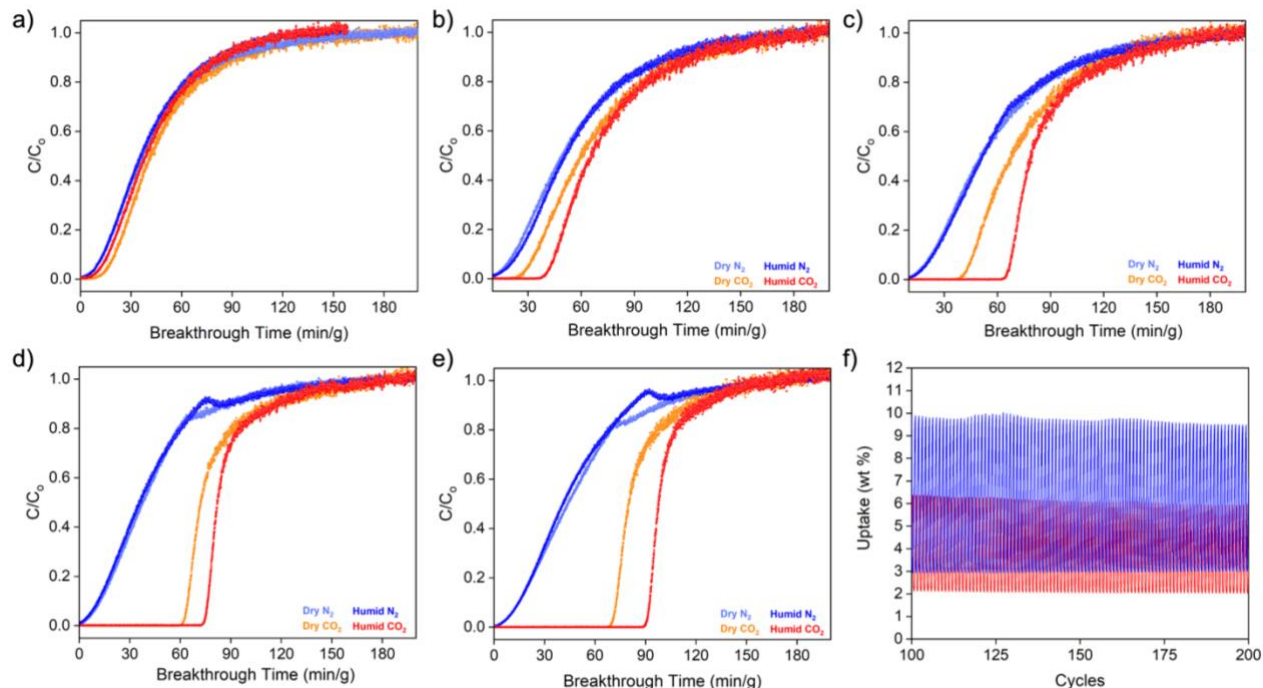 a)
C/Co
1.0
0.8
0.6
0.4
0.2
0.0
0 30 60 90 120 150 180
Breakthrough Time (min/g)
b)
C/Co
1.0
0.8
0.6
0.4
0.2
0.0
30 60 90 120 150 180
Dry N2 Humid N2
Dry CO2 Humid CO2
Breakthrough Time (min/g)
c)
C/Co
1.0
0.8
0.6
0.4
0.2
0.0
30 60 90 120 150 180
Dry N2 Humid N2
Dry CO2 Humid CO2
Breakthrough Time (min/g)
d)
C/Co
1.0
0.8
0.6
0.4
0.2
0.0
0 30 60 90 120 150 180
Dry N2 Humid N2
Dry CO2 Humid CO2
Breakthrough Time (min/g)
e)
C/Co
1.0
0.8
0.6
0.4
0.2
0.0
0 30 60 90 120 150 180
Dry N2 Humid N2
Dry CO2 Humid CO2
Breakthrough Time (min/g)
f)
Uptake (wt %)
12
11
10
9
8
7
6
5
4
3
2
1
0
100 125 150 175 200
Cycles